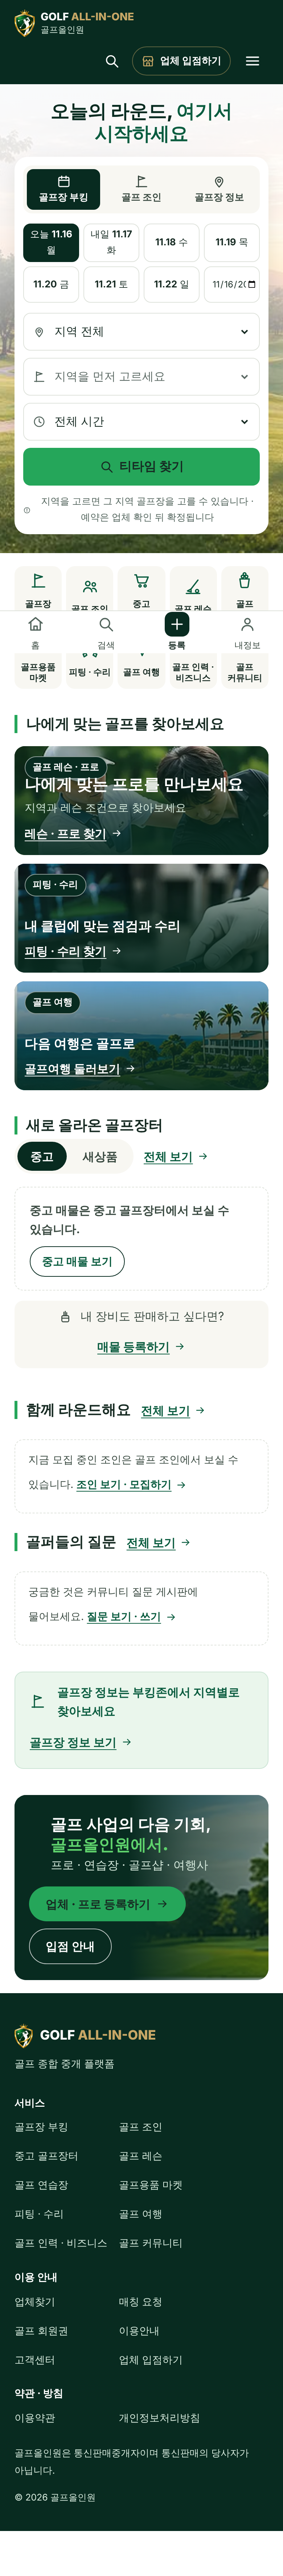 GOLF ALL-IN-ONE
골프올인원
업체 입점하기
오늘의 라운드, 여기서
시작하세요
골프장 부킹
골프 조인
골프장 정보
오늘 11.16
월
내일 11.17
화
11.18 수
11.19 목
11.20 금
11.21 토
11.22 일
11/16/20
지역 전체
지역을 먼저 고르세요
전체 시간
티타임 찾기
지역을 고르면 그 지역 골프장을 고를 수 있습니다 ·
예약은 업체 확인 뒤 확정됩니다
골프장
골프 조인
중고
골프 레슨
골프
홈
검색
등록
내정보
골프용품
마켓
피팅 · 수리
골프 여행
골프 인력 ·
비즈니스
골프
커뮤니티
나에게 맞는 골프를 찾아보세요
골프 레슨 · 프로
나에게 맞는 프로를 만나보세요
지역과 레슨 조건으로 찾아보세요
레슨 · 프로 찾기
피팅 · 수리
내 클럽에 맞는 점검과 수리
피팅 · 수리 찾기
골프 여행
다음 여행은 골프로
골프여행 둘러보기
새로 올라온 골프장터
중고
새상품
전체 보기
중고 매물은 중고 골프장터에서 보실 수
있습니다.
중고 매물 보기
내 장비도 판매하고 싶다면?
매물 등록하기
함께 라운드해요
전체 보기
지금 모집 중인 조인은 골프 조인에서 보실 수
있습니다. 조인 보기 · 모집하기
골퍼들의 질문
전체 보기
궁금한 것은 커뮤니티 질문 게시판에
물어보세요. 질문 보기 · 쓰기
골프장 정보는 부킹존에서 지역별로
찾아보세요
골프장 정보 보기
골프 사업의 다음 기회,
골프올인원에서.
프로 · 연습장 · 골프샵 · 여행사
업체 · 프로 등록하기
입점 안내
GOLF ALL-IN-ONE
골프 종합 중개 플랫폼
서비스
골프장 부킹
골프 조인
중고 골프장터
골프 레슨
골프 연습장
골프용품 마켓
피팅 · 수리
골프 여행
골프 인력 · 비즈니스
골프 커뮤니티
이용 안내
업체찾기
매칭 요청
골프 회원권
이용안내
고객센터
업체 입점하기
약관 · 방침
이용약관
개인정보처리방침
골프올인원은 통신판매중개자이며 통신판매의 당사자가
아닙니다.
© 2026 골프올인원